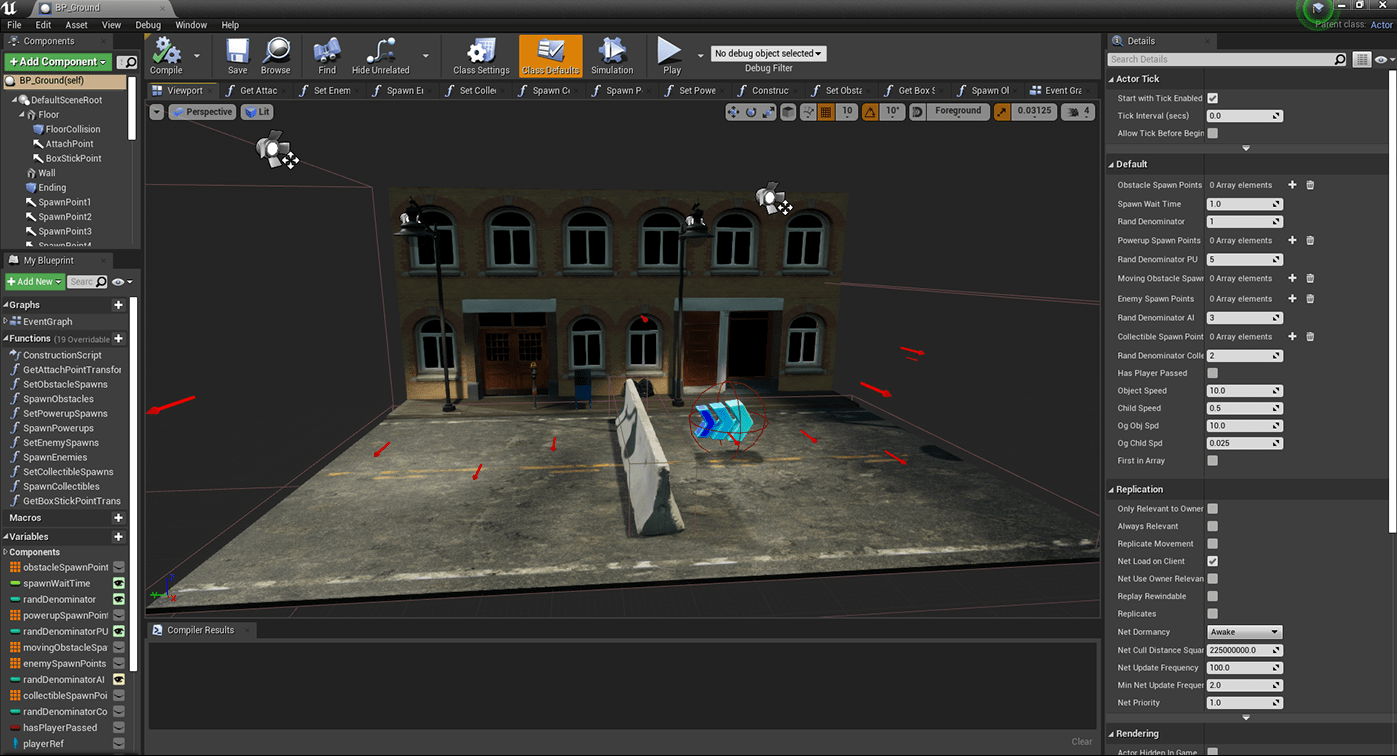 BP_Ground
File Edit Asset View Window Debug Window Help
Parent class: Actor
Components
+ Add Component
BP_Ground(self)
DefaultSceneRoot
Floor
FloorCollision
AttachPoint
BoxStickPoint
Wall
Ending
SpawnPoint1
SpawnPoint2
SpawnPoint3
SpawnPoint4
My Blueprint
+ Add New
Searc
Graphs
EventGraph
Functions (19 Overridable
ConstructionScript
GetAttachPointTransfor
SetObstacleSpawns
SpawnObstacles
SetPowerupSpawns
SpawnPowerups
SetEnemySpawns
SpawnEnemies
SetCollectibleSpawns
SpawnCollectibles
GetBoxStickPointTrans
Macros
Variables
Components
obstacleSpawnPoint
spawnWaitTime
randDenominator
powerupSpawnPoint
randDenominatorPU
movingObstacleSpa
enemySpawnPoints
randDenominatorAI
collectibleSpawnPoi
randDenominatorCo
hasPlayerPassed
playerRef
Compile Save Browse Find Hide Unrelated Class Settings Class Defaults Simulation Play
No debug object selected
Debug Filter
Viewport Get Attac Set Enem Spawn En Set Colle Spawn Co Spawn P Set Powe Construc Set Obsta Get Box S Spawn Ob Event Gra
Perspective Lit
10 10° Foreground 0.03125 4
Z
X
Compiler Results
Clear
Details
Search Details
Actor Tick
Start with Tick Enabled
Tick Interval (secs) 0.0
Allow Tick Before Begin
Default
Obstacle Spawn Points 0 Array elements
Spawn Wait Time 1.0
Rand Denominator 1
Powerup Spawn Points 0 Array elements
Rand Denominator PU 5
Moving Obstacle Spawn 0 Array elements
Enemy Spawn Points 0 Array elements
Rand Denominator AI 3
Collectible Spawn Point 0 Array elements
Rand Denominator Colle 2
Has Player Passed
Object Speed 10.0
Child Speed 0.5
Og Obj Spd 10.0
Og Chld Spd 0.025
First in Array
Replication
Only Relevant to Owner
Always Relevant
Replicate Movement
Net Load on Client
Net Use Owner Relevan
Replay Rewindable
Replicates
Net Dormancy Awake
Net Cull Distance Squar 225000000.0
Net Update Frequency 100.0
Min Net Update Frequer 2.0
Net Priority 1.0
Rendering
Actor Hidden In Game